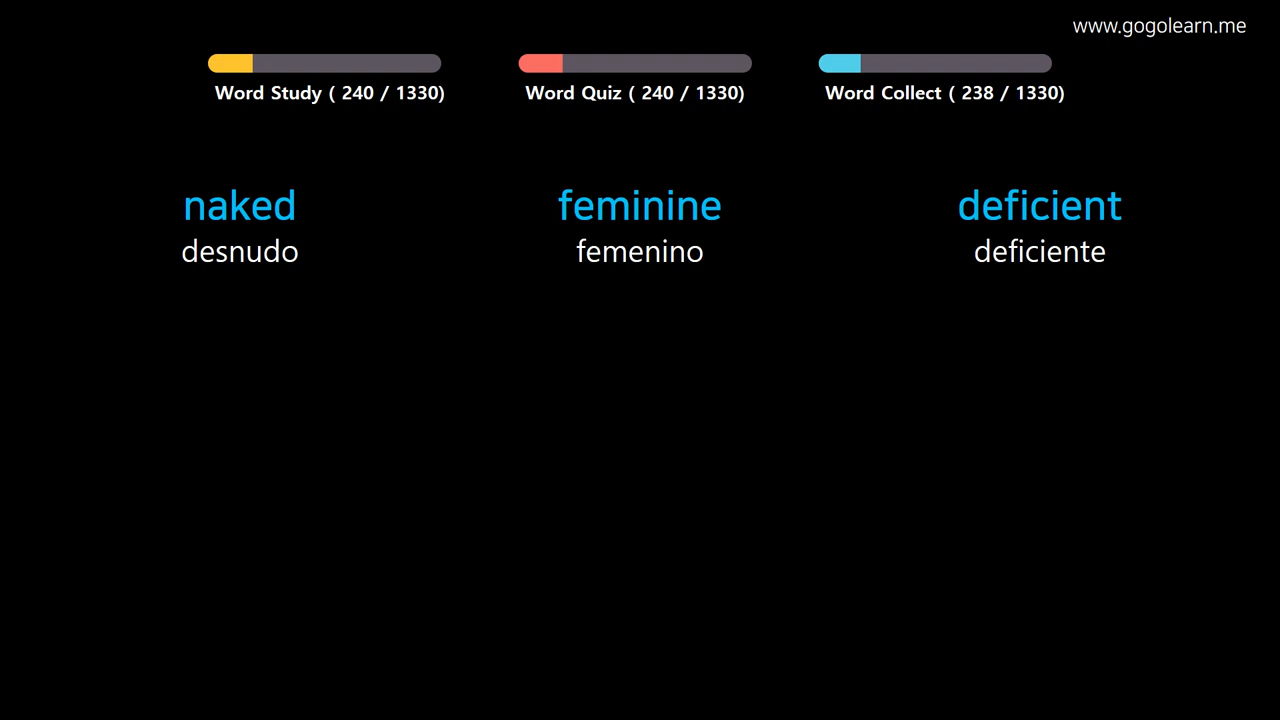 www.gogolearn.me
Word Study ( 240 / 1330)
Word Quiz ( 240 / 1330)
Word Collect ( 238 / 1330)
naked
desnudo
feminine
femenino
deficient
deficiente